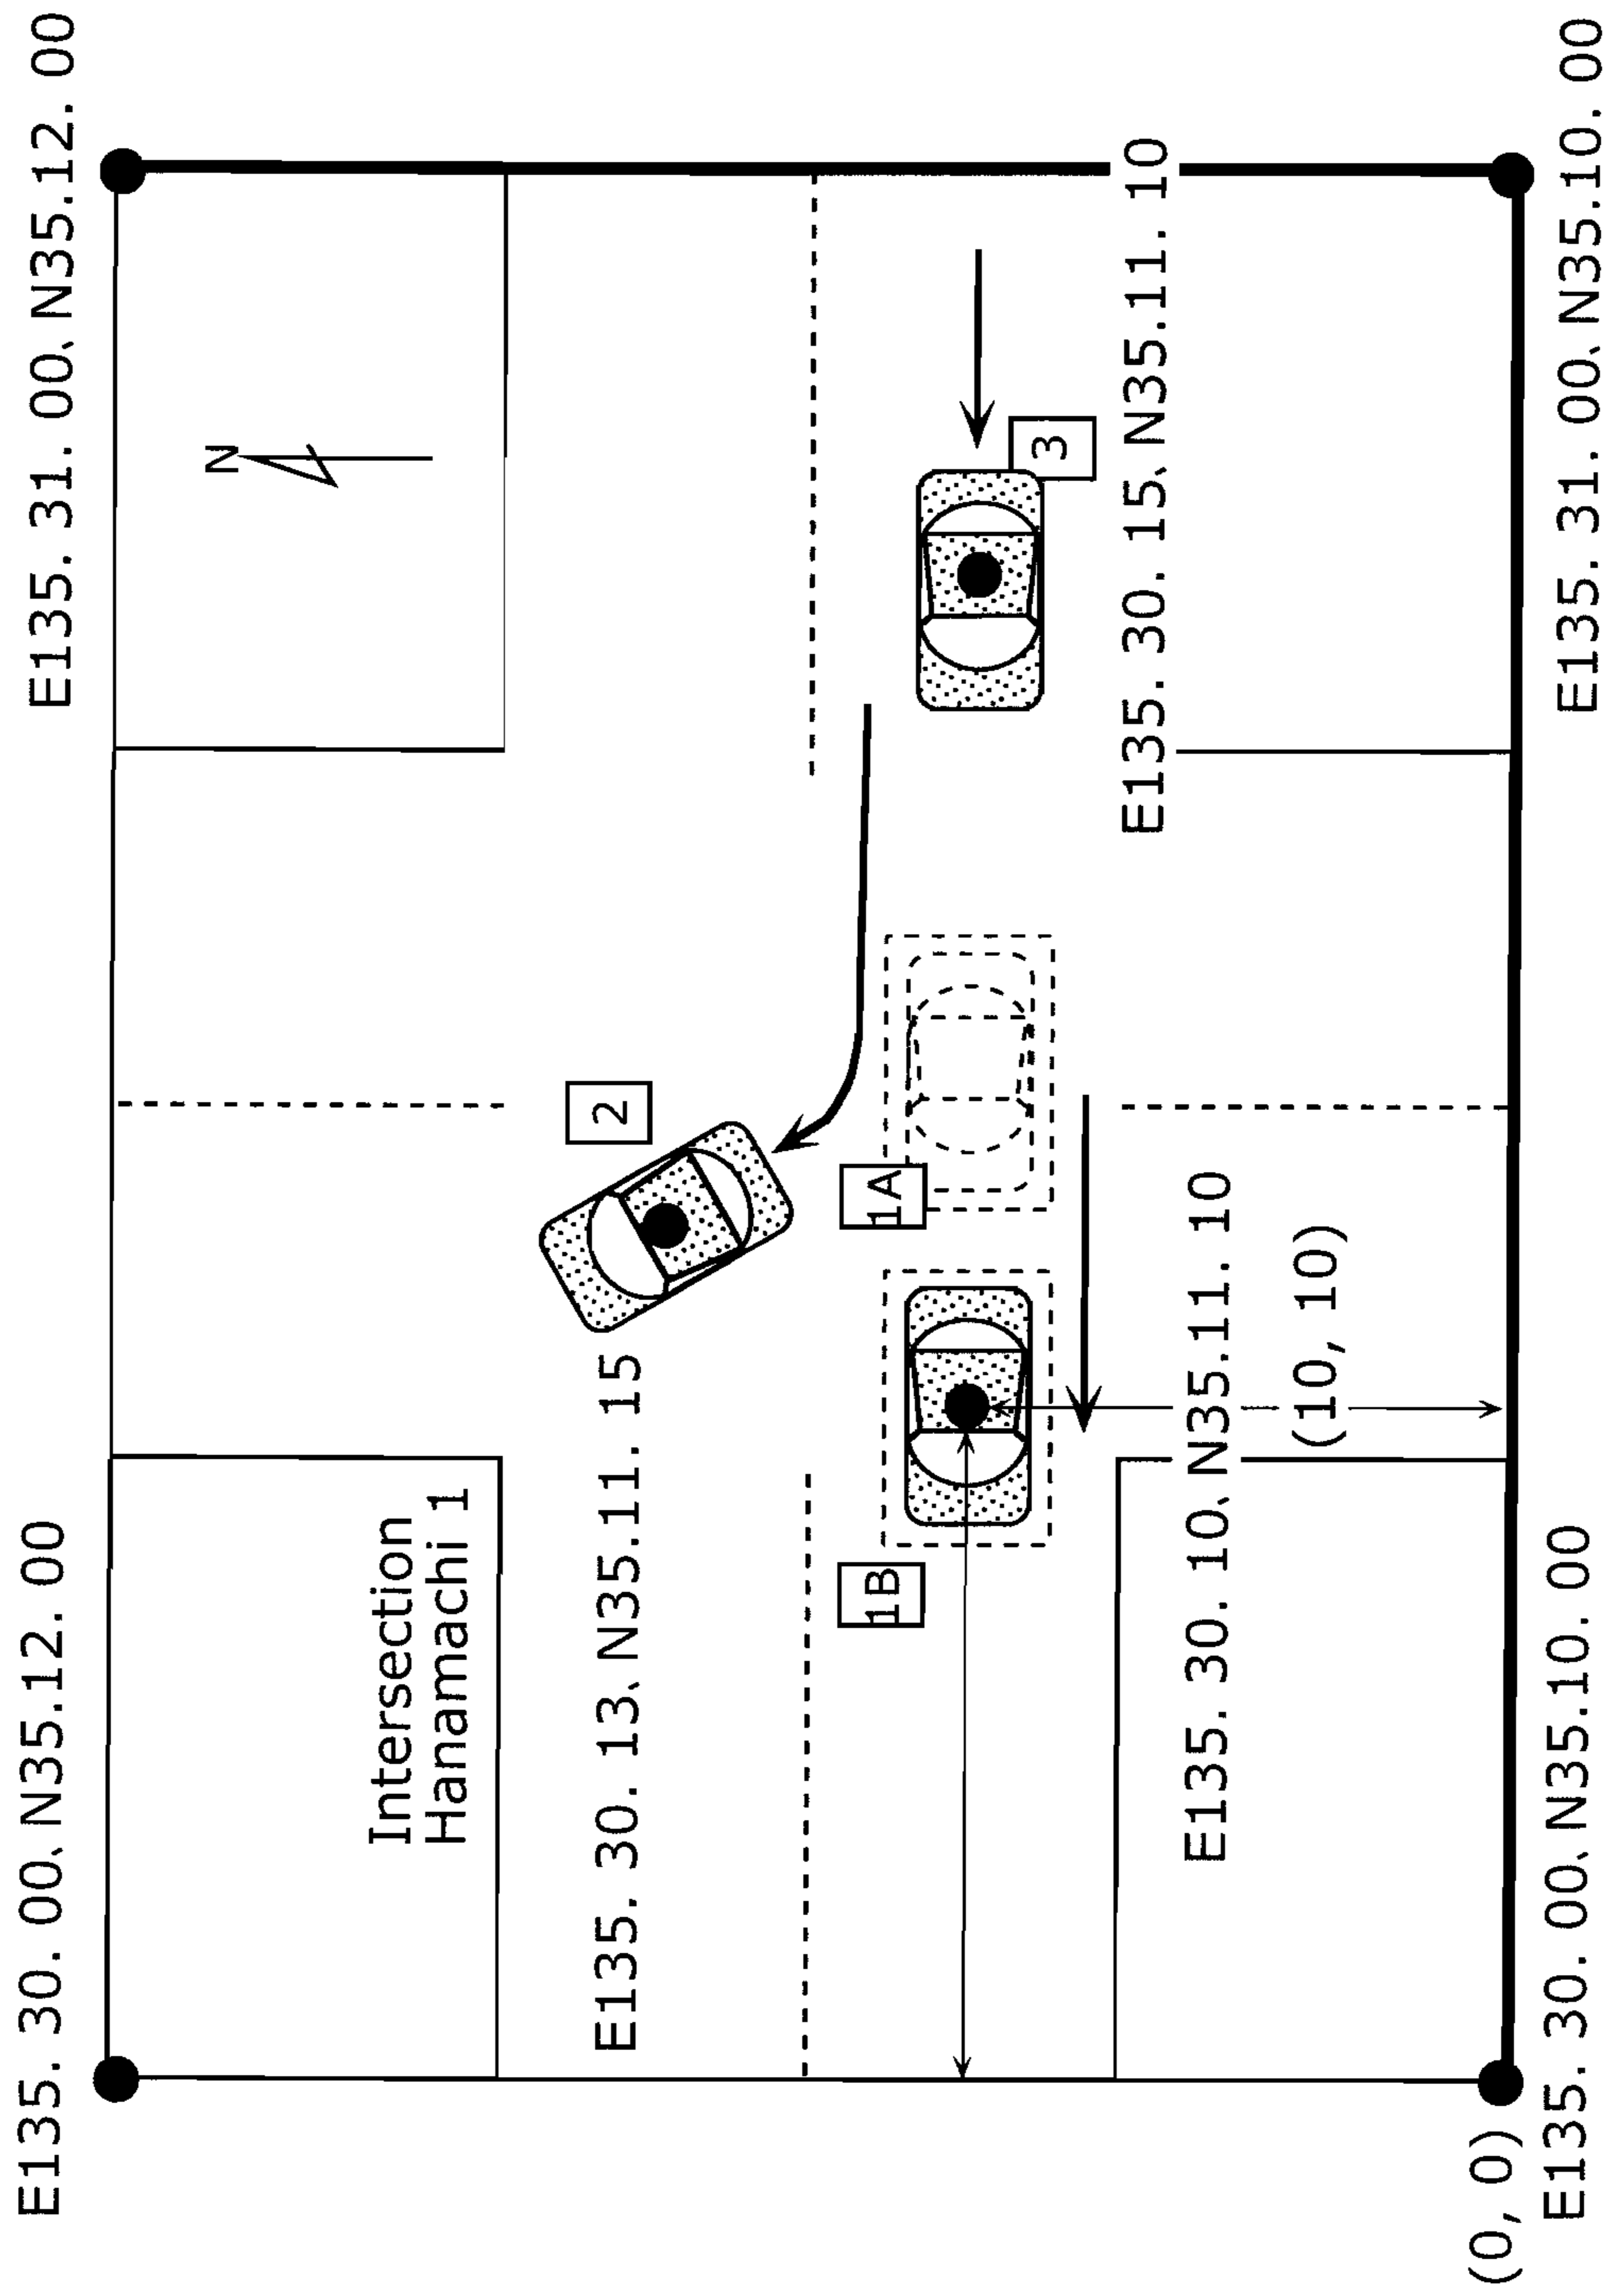 E135. 30. 00、N35.12. 00
E135. 31. 00、N35.12. 00
N
Intersection
Hanamachi 1
E135. 30. 13、N35.11. 15
2
1B
1A
3
E135. 30. 15、N35.11. 10
E135. 30. 10、N35.11. 10
(10, 10)
(0, 0)
E135. 30. 00、N35.10. 00
E135. 31. 00、N35.10. 00